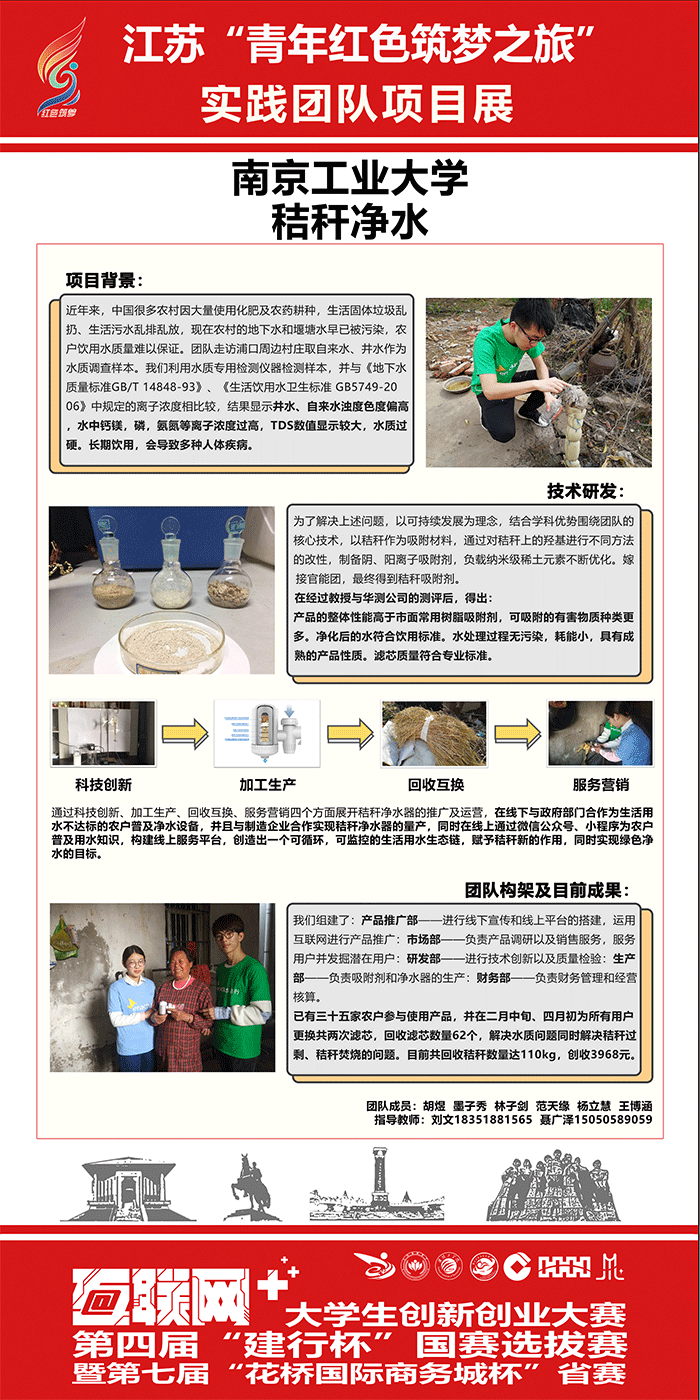 红色筑梦
江苏“青年红色筑梦之旅”
实践团队项目展
南京工业大学
秸秆净水
项目背景：
近年来，中国很多农村因大量使用化肥及农药耕种，生活固体垃圾乱
扔、生活污水乱排乱放，现在农村的地下水和堰塘水早已被污染，农
户饮用水质量难以保证。团队走访浦口周边村庄取自来水、井水作为
水质调查样本。我们利用水质专用检测仪器检测样本，并与《地下水
质量标准GB/T 14848-93》、《生活饮用水卫生标准 GB5749-20
06》中规定的离子浓度相比较，结果显示井水、自来水浊度色度偏高
，水中钙镁，磷，氨氮等离子浓度过高，TDS数值显示较大，水质过
硬。长期饮用，会导致多种人体疾病。
技术研发：
为了解决上述问题，以可持续发展为理念，结合学科优势围绕团队的
核心技术，以秸秆作为吸附材料，通过对秸秆上的羟基进行不同方法
的改性，制备阴、阳离子吸附剂，负载纳米级稀土元素不断优化。嫁
接官能团，最终得到秸秆吸附剂。
在经过教授与华测公司的测评后，得出：
产品的整体性能高于市面常用树脂吸附剂，可吸附的有害物质种类更
多。净化后的水符合饮用标准。水处理过程无污染，耗能小，具有成
熟的产品性质。滤芯质量符合专业标准。
科技创新
加工生产
回收互换
服务营销
通过科技创新、加工生产、回收互换、服务营销四个方面展开秸秆净水器的推广及运营，在线下与政府部门合作为生活用
水不达标的农户普及净水设备，并且与制造企业合作实现秸秆净水器的量产，同时在线上通过微信公众号、小程序为农户
普及用水知识，构建线上服务平台，创造出一个可循环，可监控的生活用水生态链，赋予秸秆新的作用，同时实现绿色净
水的目标。
团队构架及目前成果：
我们组建了：产品推广部——进行线下宣传和线上平台的搭建，运用
互联网进行产品推广：市场部——负责产品调研以及销售服务，服务
用户并发掘潜在用户：研发部——进行技术创新以及质量检验：生产
部——负责吸附剂和净水器的生产：财务部——负责财务管理和经营
核算。
已有三十五家农户参与使用产品，并在二月中旬、四月初为所有用户
更换共两次滤芯，回收滤芯数量62个，解决水质问题同时解决秸秆过
剩、秸秆焚烧的问题。目前共回收秸秆数量达110kg，创收3968元。
团队成员：胡煜 墨子秀 林子剑 范天缘 杨立慧 王博涵
指导教师：刘文18351881565 聂广泽15050589059
互联网++
大学生创新创业大赛
第四届“建行杯”国赛选拔赛
暨第七届“花桥国际商务城杯”省赛